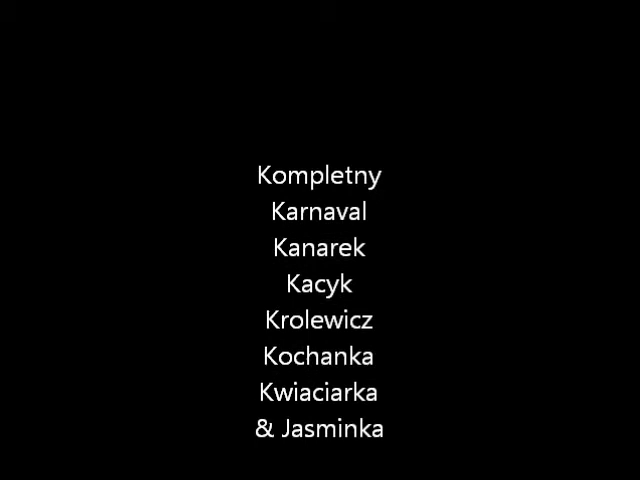 Kompletny
Karnaval
Kanarek
Kacyk
Krolewicz
Kochanka
Kwiaciarka
& Jasminka